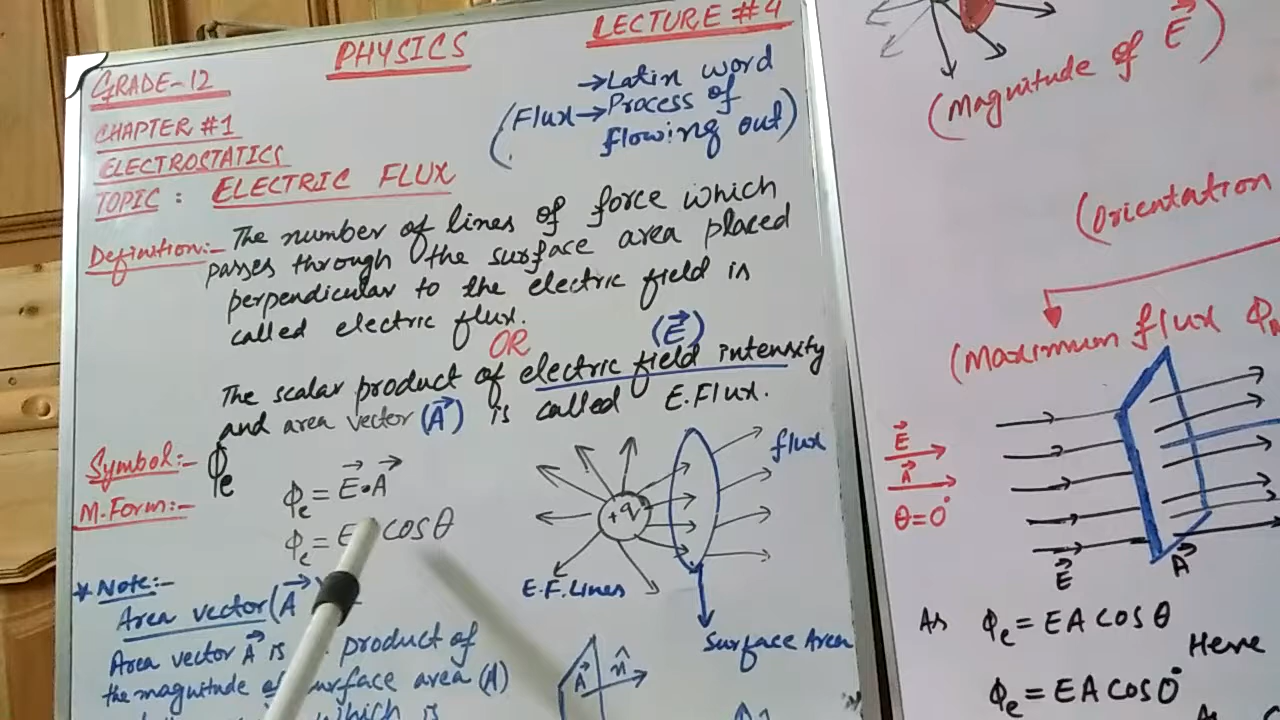 PHYSICS
LECTURE #4
GRADE-12
CHAPTER #1
ELECTROSTATICS
TOPIC : ELECTRIC FLUX
(Flux → Latin word
→ Process of
flowing out)
Definition:- The number of lines of force which
passes through the surface area placed
perpendicular to the electric field is
called electric flux.
OR
(E⃗)
The scalar product of electric field intensity
and area vector (A⃗) is called E.Flux.
Symbol:- ϕe
M.Form:-
ϕe = E⃗·A⃗
ϕe = E cosθ
+q
flux
E.F.Lines
Surface Area
* Note:-
Area vector (A⃗
Area vector A⃗ is product of
the magnitude of surface area (A)
which is
A⃗ n̂
(Magnitude of E⃗)
(Orientation
(Maximum flux
E⃗
A⃗
θ=0°
E⃗
A⃗
As ϕe = EA cosθ
Here
ϕe = EA cos0°